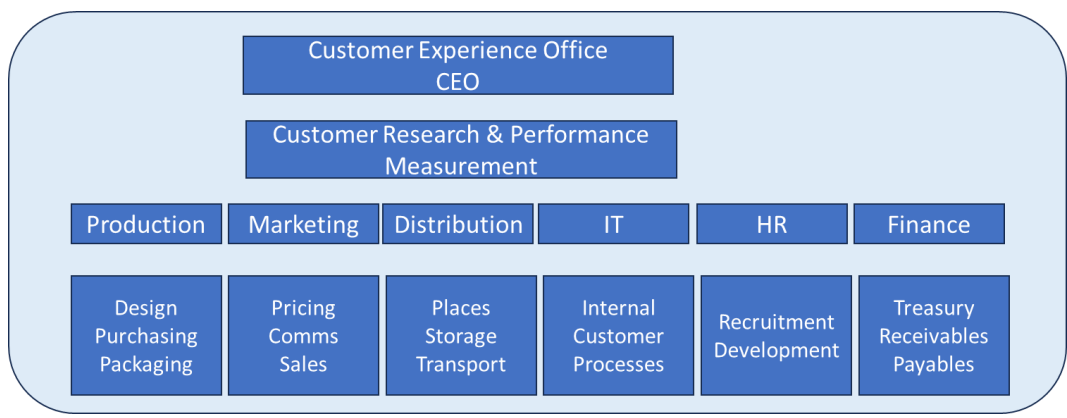 Customer Experience Office
CEO
Customer Research & Performance
Measurement
Production
Marketing
Distribution
IT
HR
Finance
Design
Purchasing
Packaging
Pricing
Comms
Sales
Places
Storage
Transport
Internal
Customer
Processes
Recruitment
Development
Treasury
Receivables
Payables